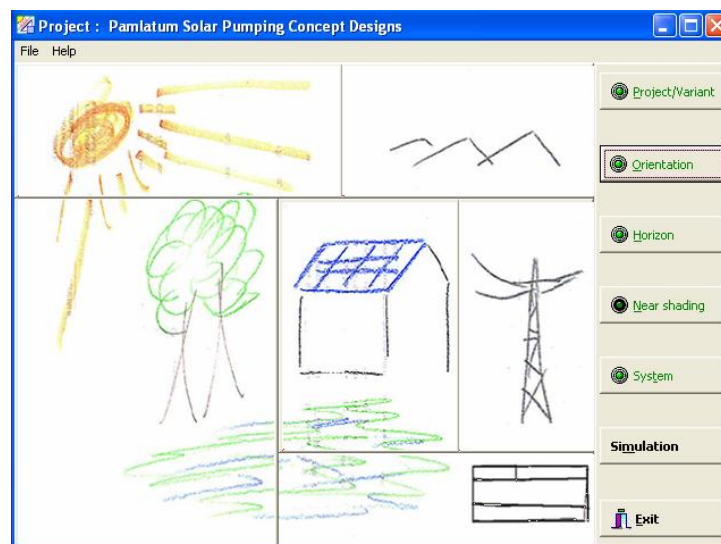 Project : Pamlatum Solar Pumping Concept Designs
File Help
Project/Variant
Orientation
Horizon
Near shading
System
Simulation
Exit